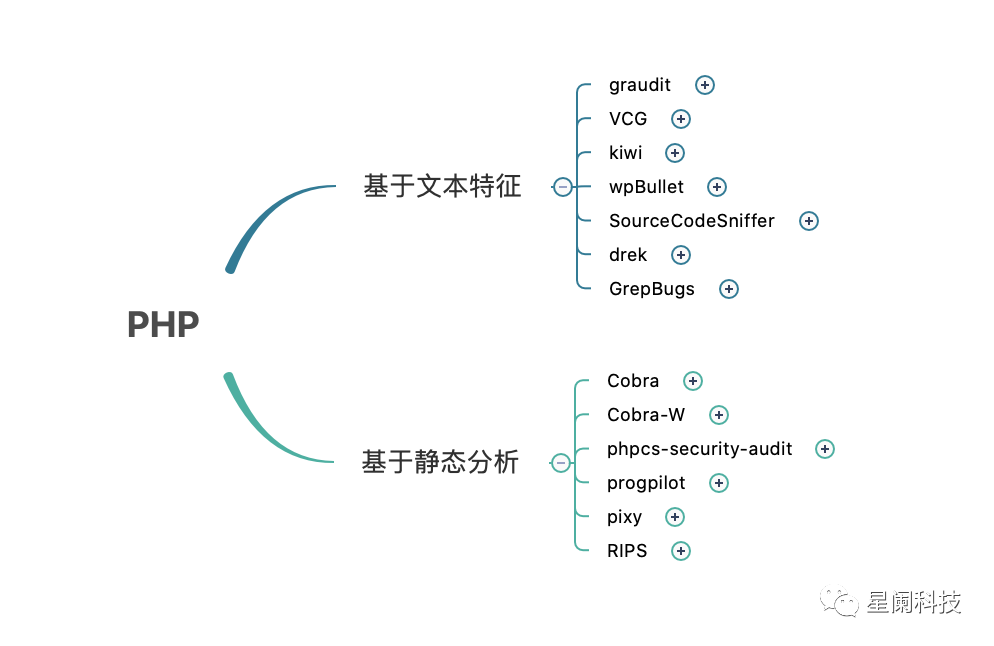 PHP
基于文本特征
graudit
VCG
kiwi
wpBullet
SourceCodeSniffer
drek
GrepBugs
基于静态分析
Cobra
Cobra-W
phpcs-security-audit
progpilot
pixy
RIPS
星阑科技